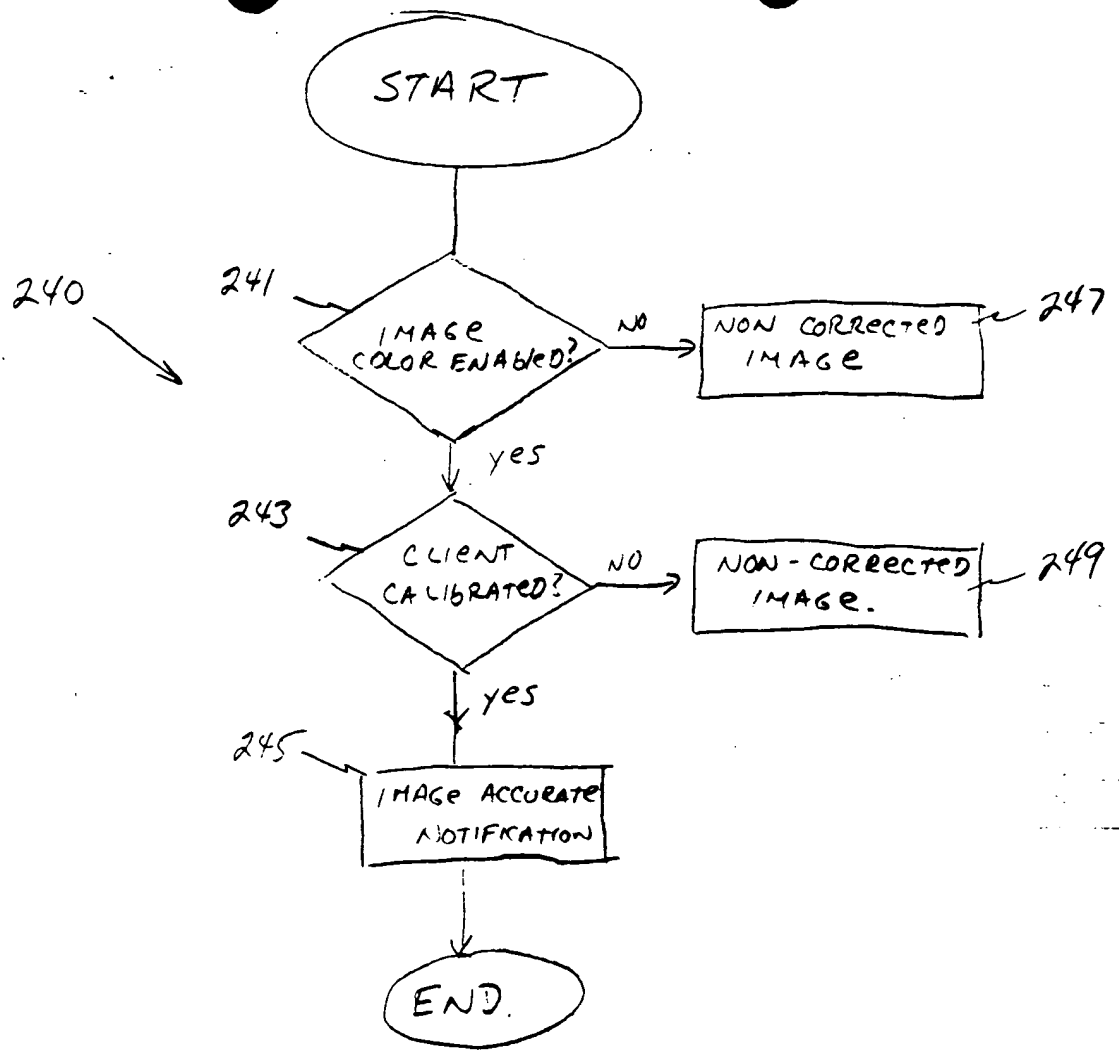 START
240
241
IMAGE
COLOR ENABLED?
NO
NON CORRECTED
IMAGE
247
yes
243
CLIENT
CALIBRATED?
NO
NON-CORRECTED
IMAGE.
249
yes
245
IMAGE ACCURATE
NOTIFICATION
END.